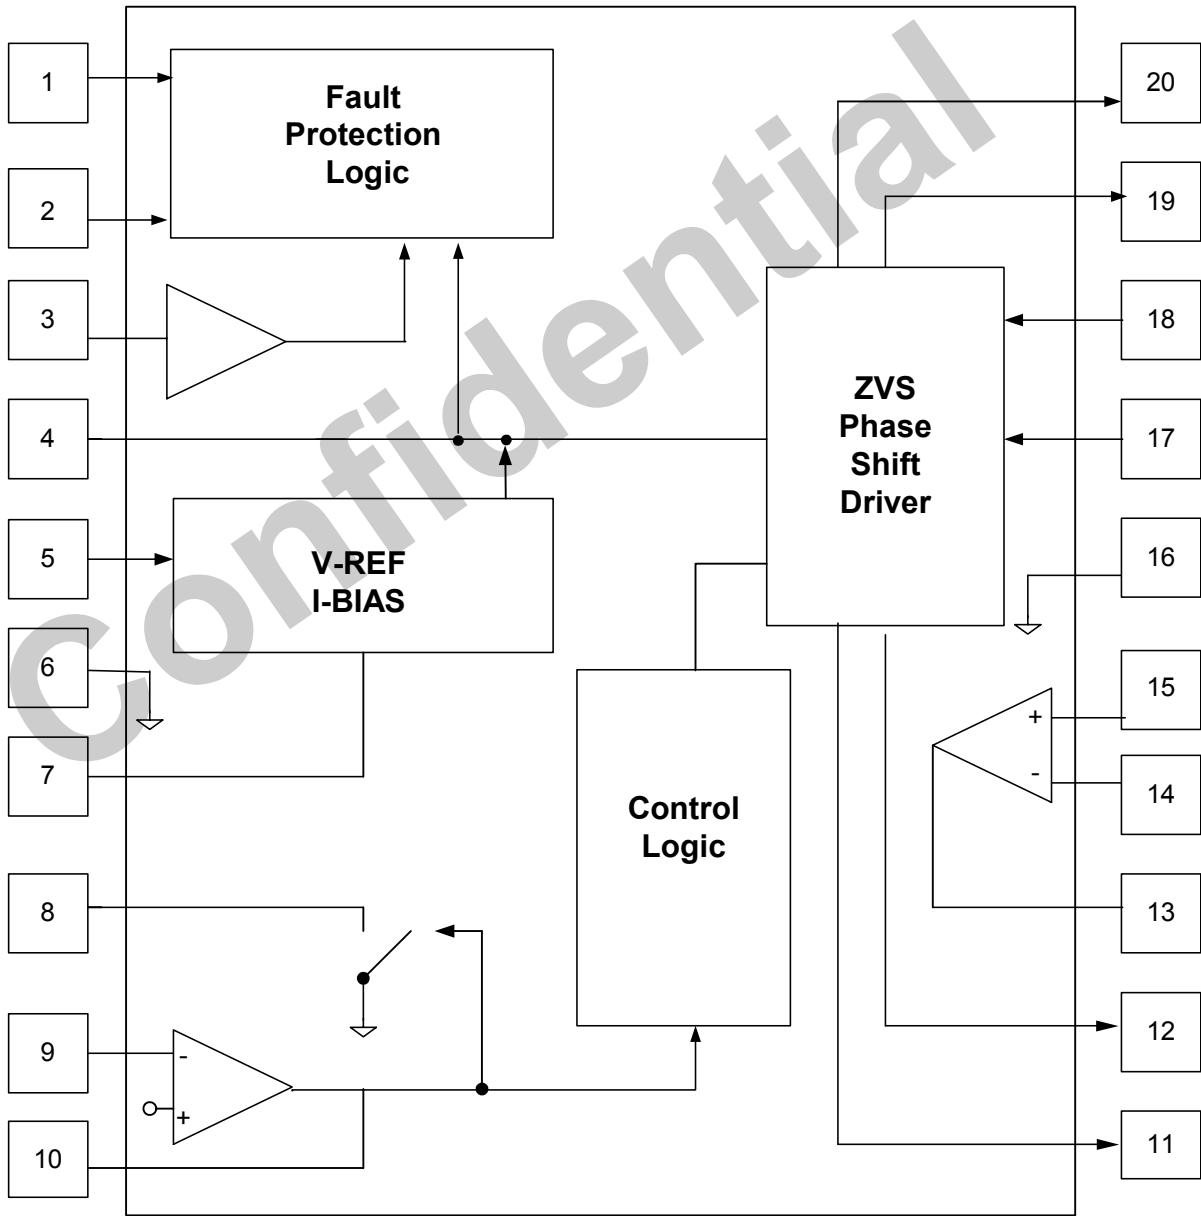 1
Fault
Protection
Logic
20
2
19
3
18
4
ZVS
Phase
Shift
Driver
17
5
V-REF
I-BIAS
16
6
15
+
-
14
7
Control
Logic
8
13
9
-
+
12
10
11
Confidential